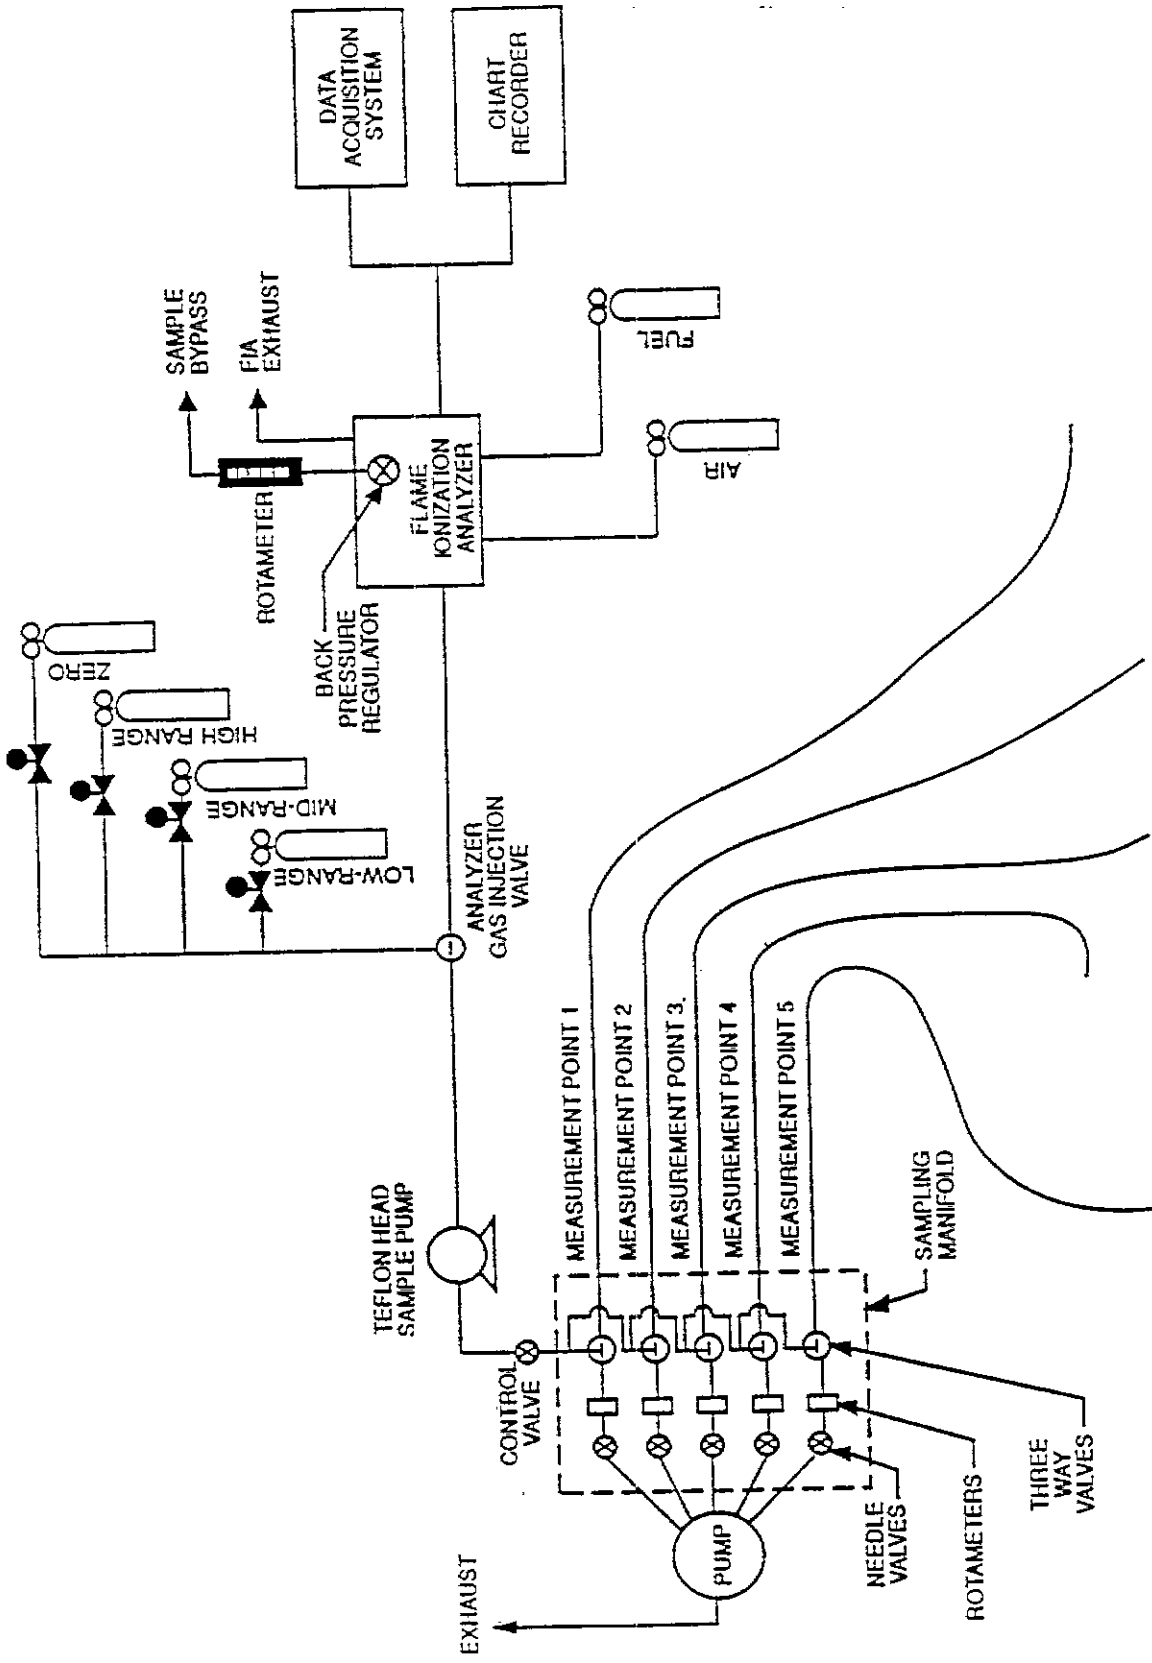 DATA
ACQUISITION
SYSTEM
CHART
RECORDER
SAMPLE
BYPASS
FIA
EXHAUST
ROTAMETER
BACK
PRESSURE
REGULATOR
FLAME
IONIZATION
ANALYZER
FUEL
AIR
ZERO
HIGH RANGE
MID-RANGE
LOW-RANGE
ANALYZER
GAS INJECTION
VALVE
TEFLON HEAD
SAMPLE PUMP
CONTROL
VALVE
MEASUREMENT POINT 1
MEASUREMENT POINT 2
MEASUREMENT POINT 3.
MEASUREMENT POINT 4
MEASUREMENT POINT 5
SAMPLING
MANIFOLD
THREE
WAY
VALVES
ROTAMETERS
NEEDLE
VALVES
PUMP
EXHAUST